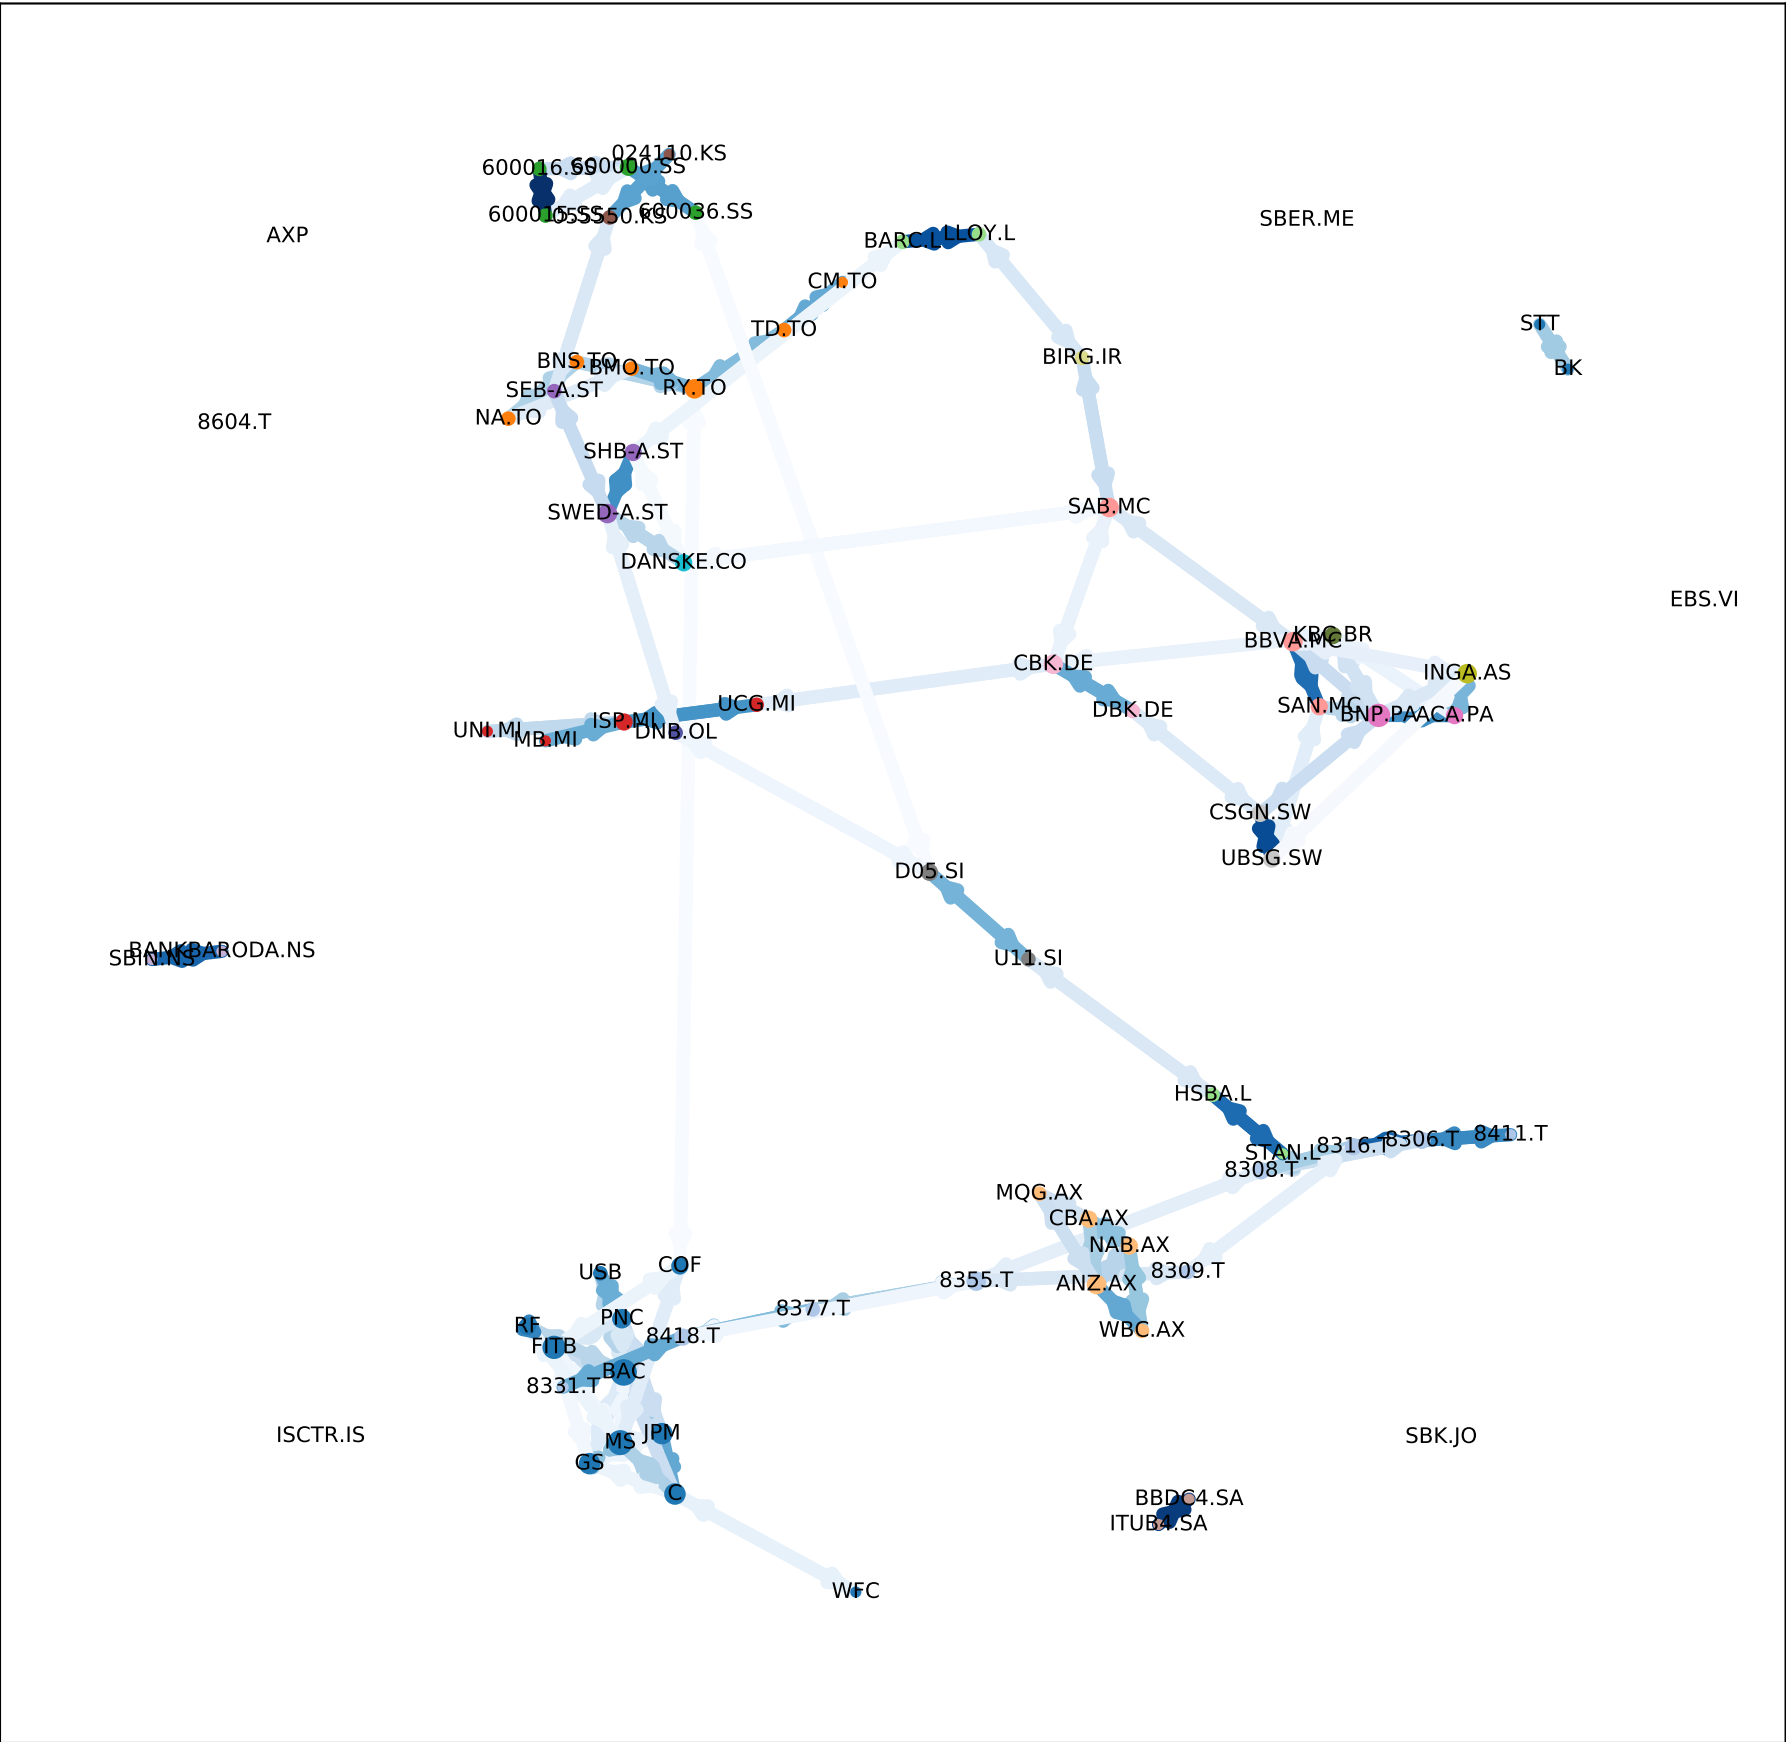 024110.KS
600016.SS
600000.SS
600015.SS
055550.KS
600036.SS
SBER.ME
AXP
BARC.L
LLOY.L
CM.TO
TD.TO
STT
BIRG.IR
BNS.TO
BMO.TO
BK
SEB-A.ST
RY.TO
NA.TO
8604.T
SHB-A.ST
SWED-A.ST
SAB.MC
DANSKE.CO
EBS.VI
KBC.BR
BBVA.MC
CBK.DE
INGA.AS
UCG.MI
SAN.MC
DBK.DE
BNP.PA
ACA.PA
ISP.MI
UNI.MI
DNB.OL
MB.MI
CSGN.SW
UBSG.SW
D05.SI
BANKBARODA.NS
SBIN.NS
U11.SI
HSBA.L
8411.T
8306.T
8316.T
STAN.L
8308.T
MQG.AX
CBA.AX
NAB.AX
COF
USB
8309.T
8355.T
ANZ.AX
8377.T
PNC
RF
WBC.AX
8418.T
FITB
BAC
8331.T
JPM
ISCTR.IS
SBK.JO
MS
GS
C
BBDC4.SA
ITUB4.SA
WFC